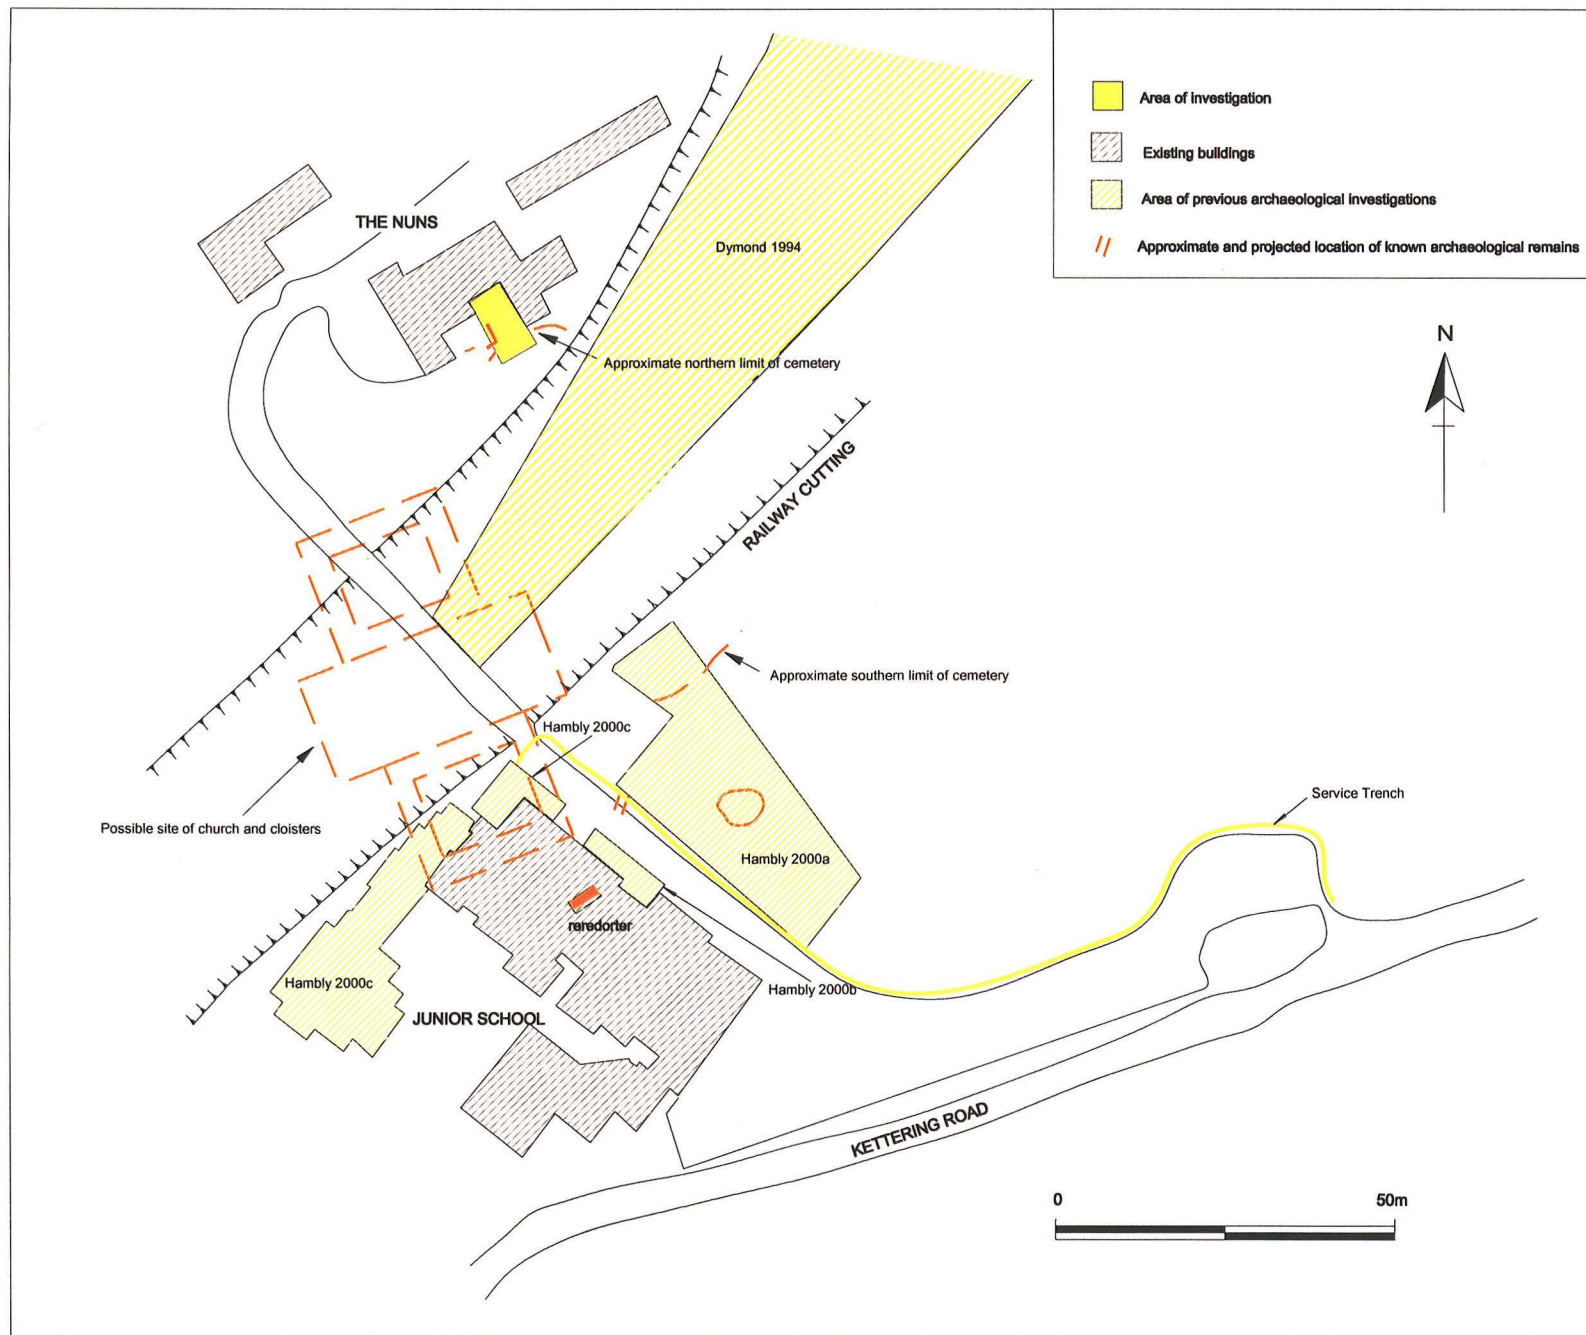 Area of investigation
Existing buildings
Area of previous archaeological investigations
Approximate and projected location of known archaeological remains
THE NUNS
Dymond 1994
Approximate northern limit of cemetery
N
RAILWAY CUTTING
Approximate southern limit of cemetery
Hambly 2000c
Possible site of church and cloisters
Service Trench
Hambly 2000a
reredorter
Hambly 2000c
Hambly 2000b
JUNIOR SCHOOL
KETTERING ROAD
0 50m